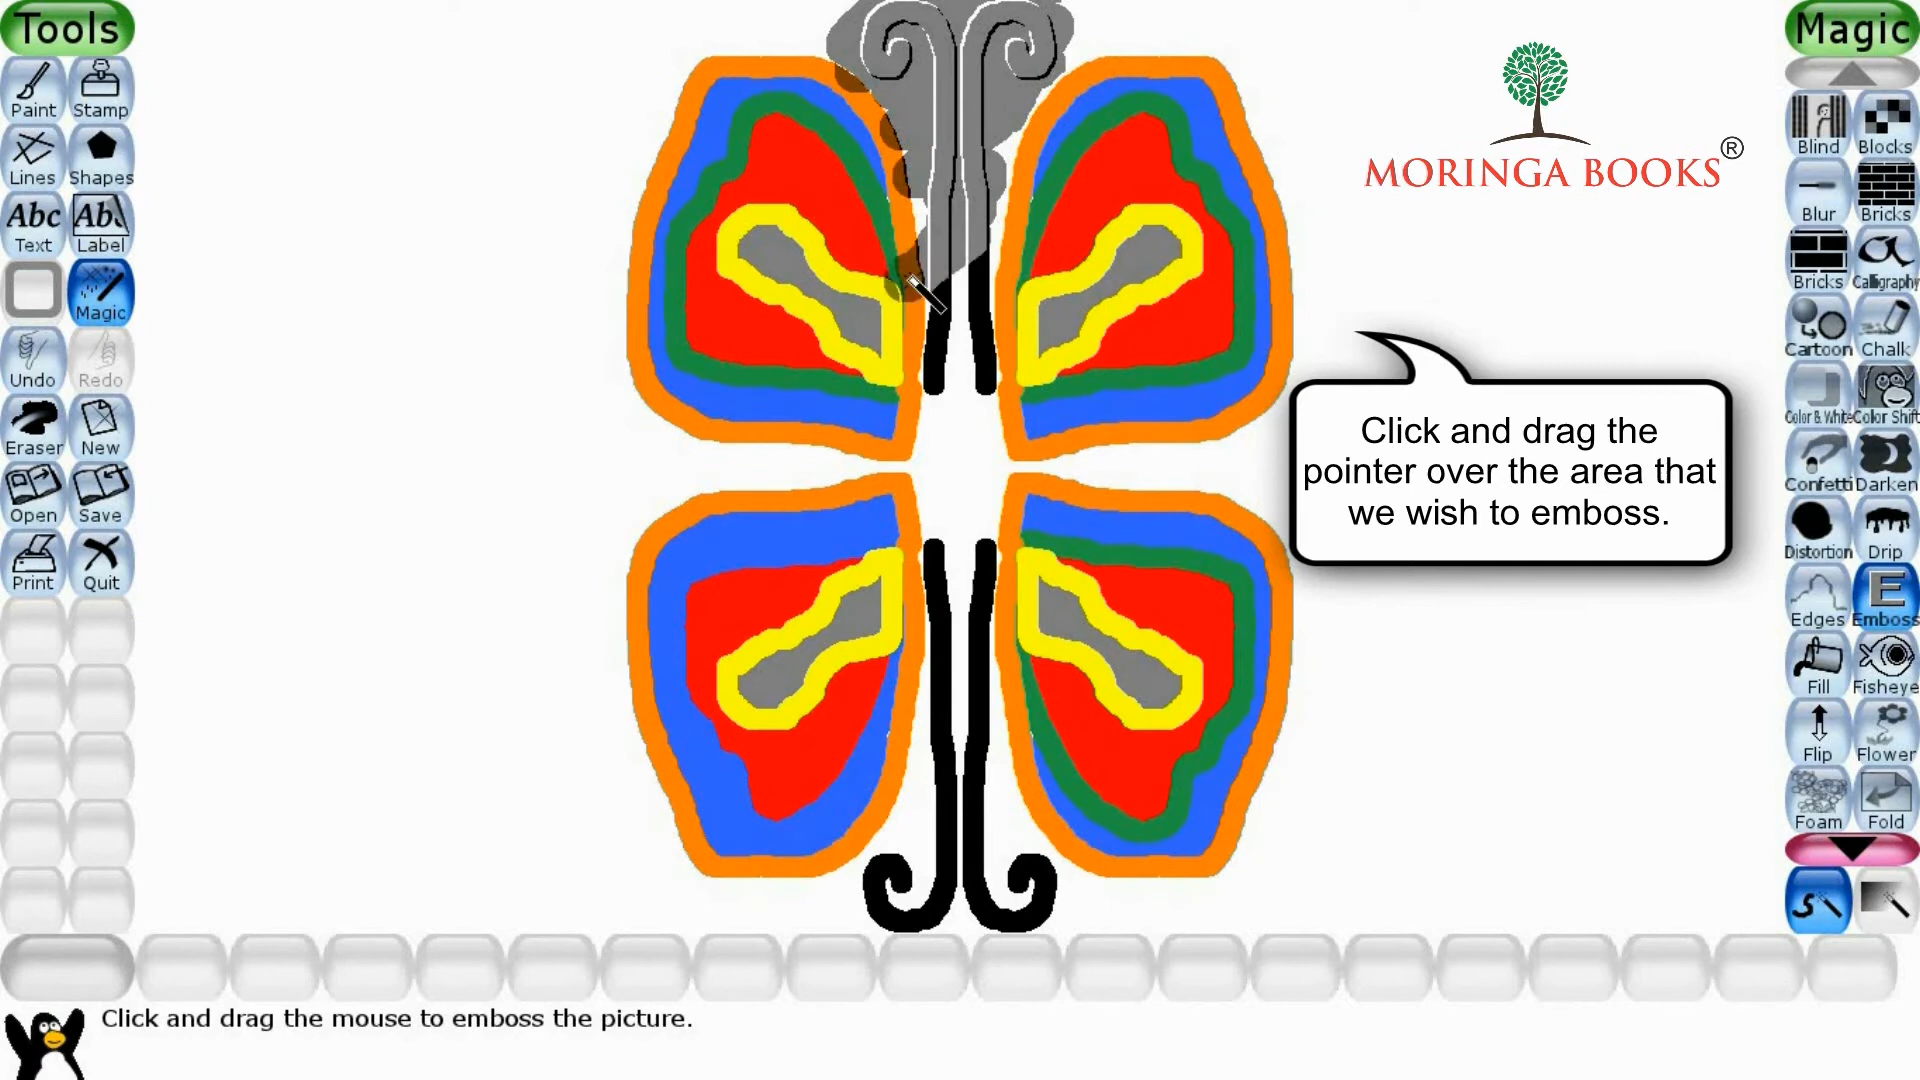 Tools
Paint
Stamp
Lines
Shapes
Abc
Text
Abc
Label
Magic
Undo
Redo
Eraser
New
Open
Save
Print
Quit
MORINGA BOOKS®
Click and drag the
pointer over the area that
we wish to emboss.
Magic
Blind
Blocks
Blur
Bricks
Bricks
Calligraphy
Cartoon
Chalk
Color & White
Color Shift
Confetti
Darken
Distortion
Drip
Edges
E
Emboss
Fill
Fisheye
Flip
Flower
Foam
Fold
Click and drag the mouse to emboss the picture.